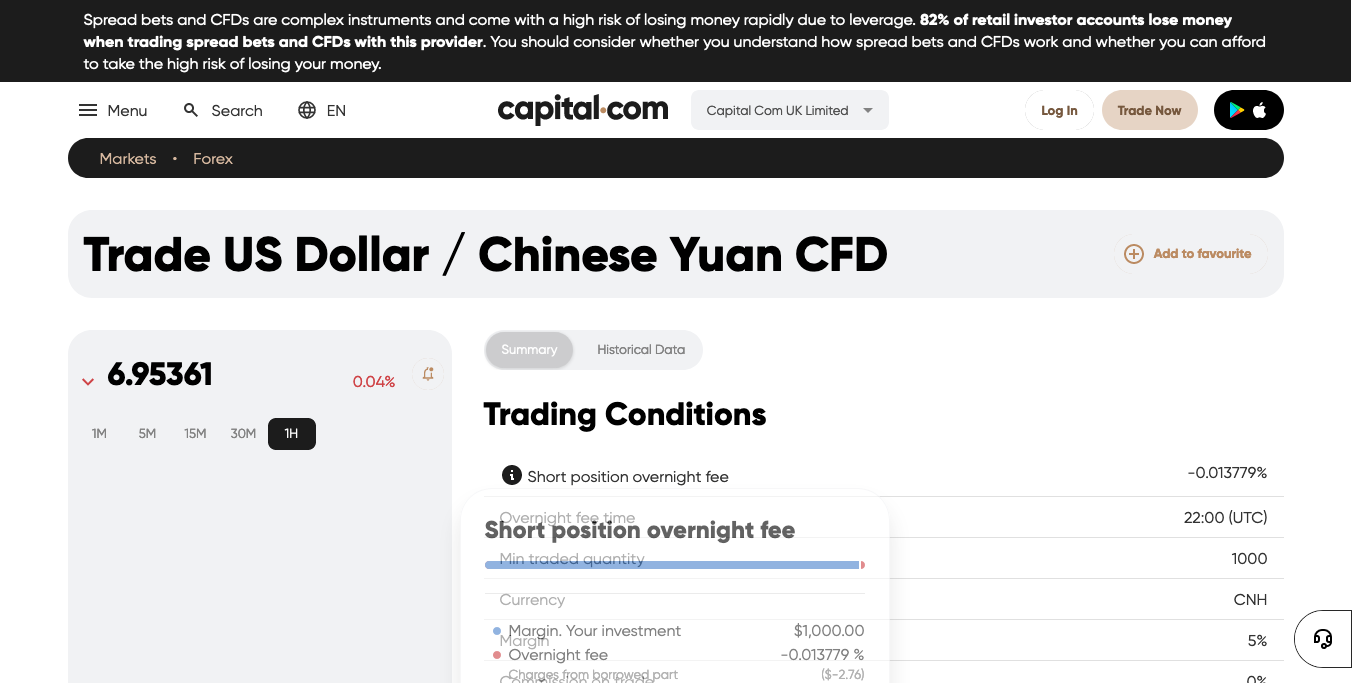 Spread bets and CFDs are complex instruments and come with a high risk of losing money rapidly due to leverage. 82% of retail investor accounts lose money
when trading spread bets and CFDs with this provider. You should consider whether you understand how spread bets and CFDs work and whether you can afford
to take the high risk of losing your money.
Menu Search EN capital.com Capital Com UK Limited Log In Trade Now
Markets • Forex
Trade US Dollar / Chinese Yuan CFD Add to favourite
6.95361 0.04%
1M 5M 15M 30M 1H
Summary Historical Data
Trading Conditions
Short position overnight fee -0.013779%
Overnight fee time 22:00 (UTC)
Short position overnight fee
Min traded quantity 1000
Currency CNH
Margin. Your investment $1,000.00
Margin 5%
Overnight fee -0.013779 %
Charges from borrowed part ($-2.76)
Commission on trade 0%